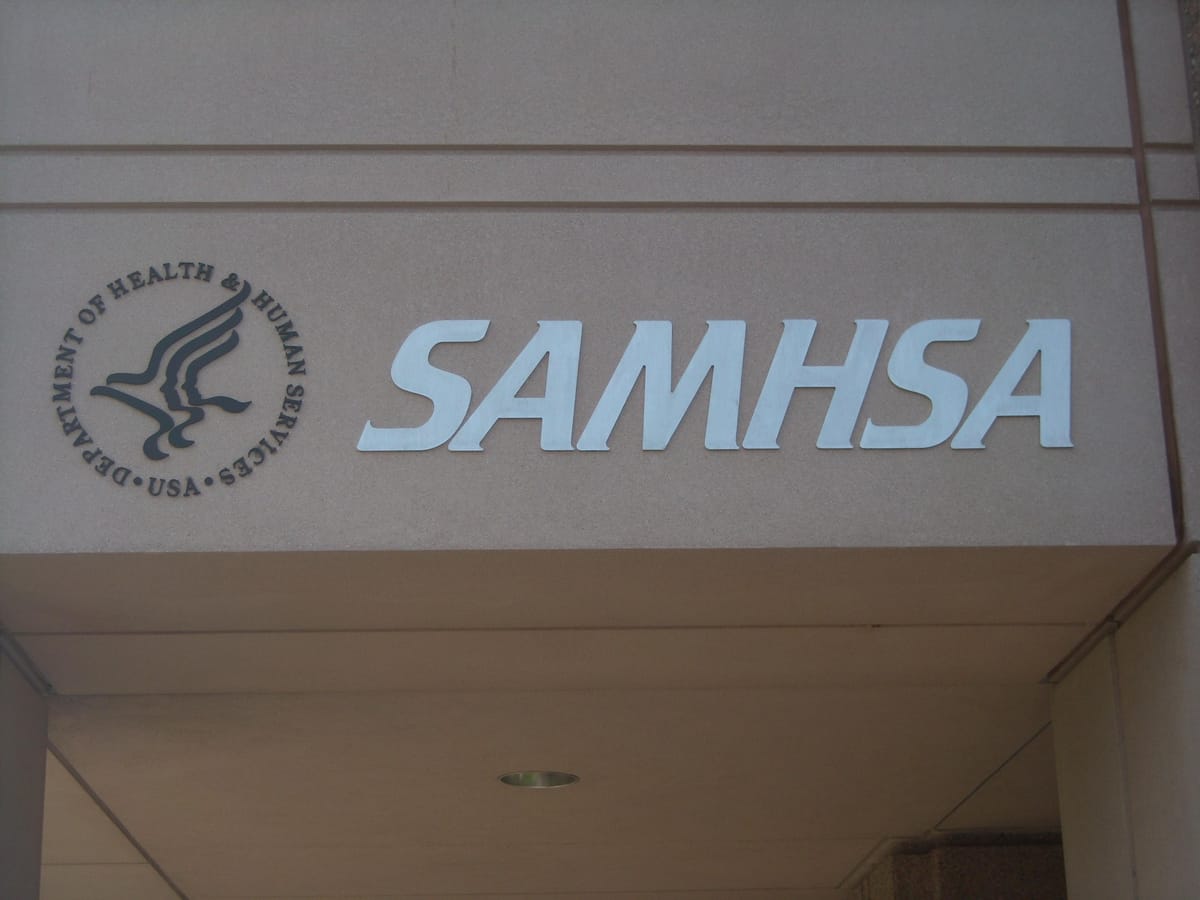 DEPARTMENT OF HEALTH & HUMAN SERVICES • USA •
SAMHSA